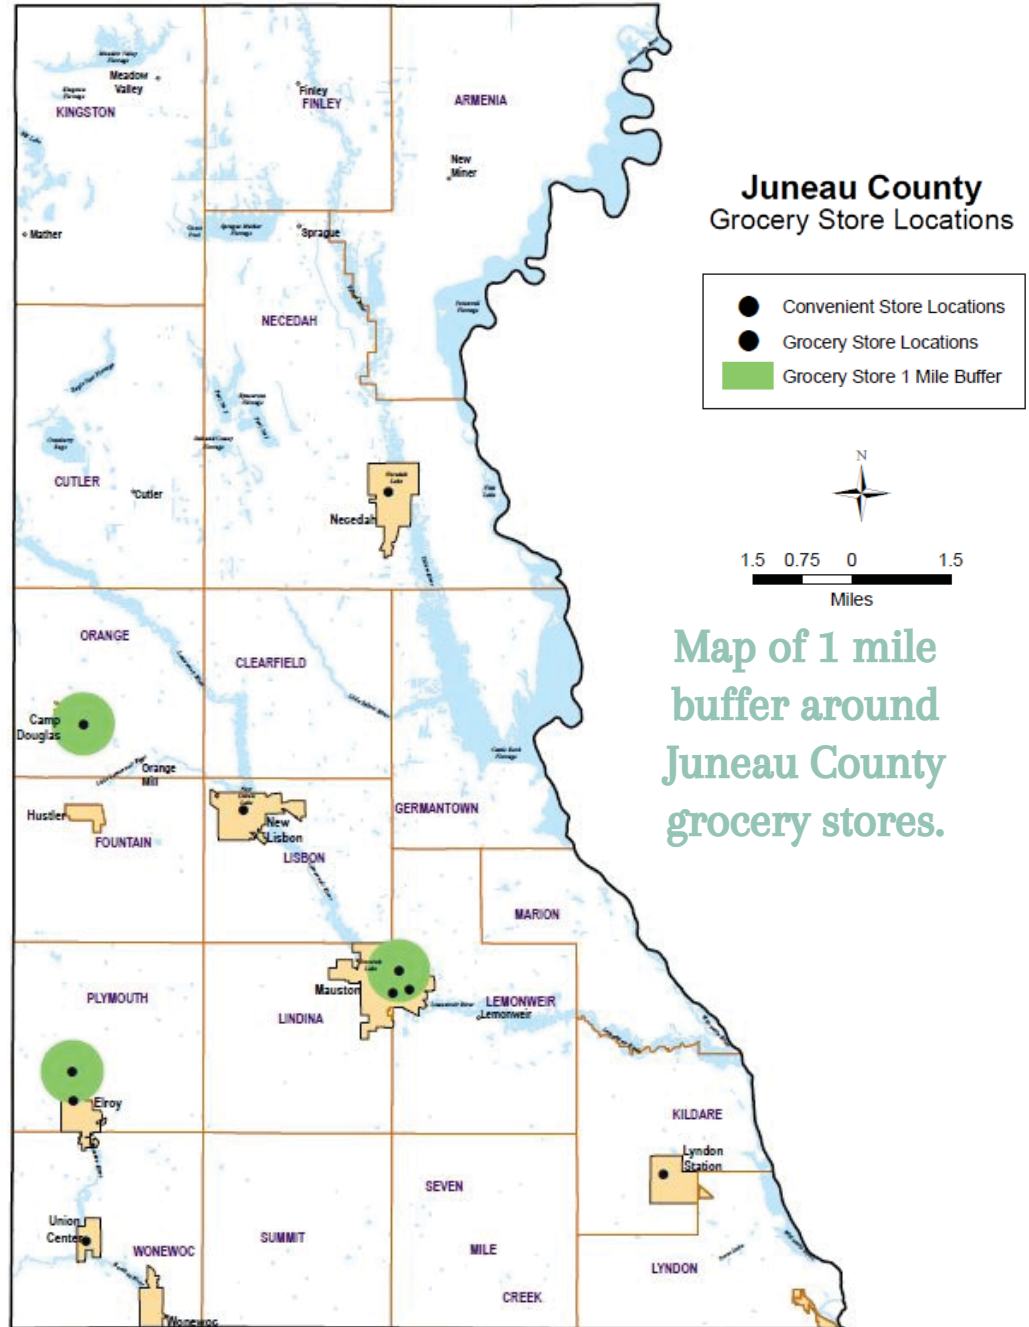 Meadow Valley
Flowage
Meadow
Valley
KINGSTON
Finley
FINLEY
ARMENIA
New
Miner
Mather
Sprague
NECEDAH
Juneau County
Grocery Store Locations
Convenient Store Locations
Grocery Store Locations
Grocery Store 1 Mile Buffer
N
1.5 0.75 0 1.5
Miles
Map of 1 mile
buffer around
Juneau County
grocery stores.
CUTLER
Cutler
Necedah
ORANGE
CLEARFIELD
Camp
Douglas
Orange
Mill
Hustler
FOUNTAIN
New
Lisbon
LISBON
GERMANTOWN
MARION
PLYMOUTH
Mauston
LINDINA
LEMONWEIR
Lemonweir
Elroy
KILDARE
Lyndon
Station
SEVEN
Union
Center
WONEWOC
SUMMIT
MILE
LYNDON
CREEK
Wonewoc